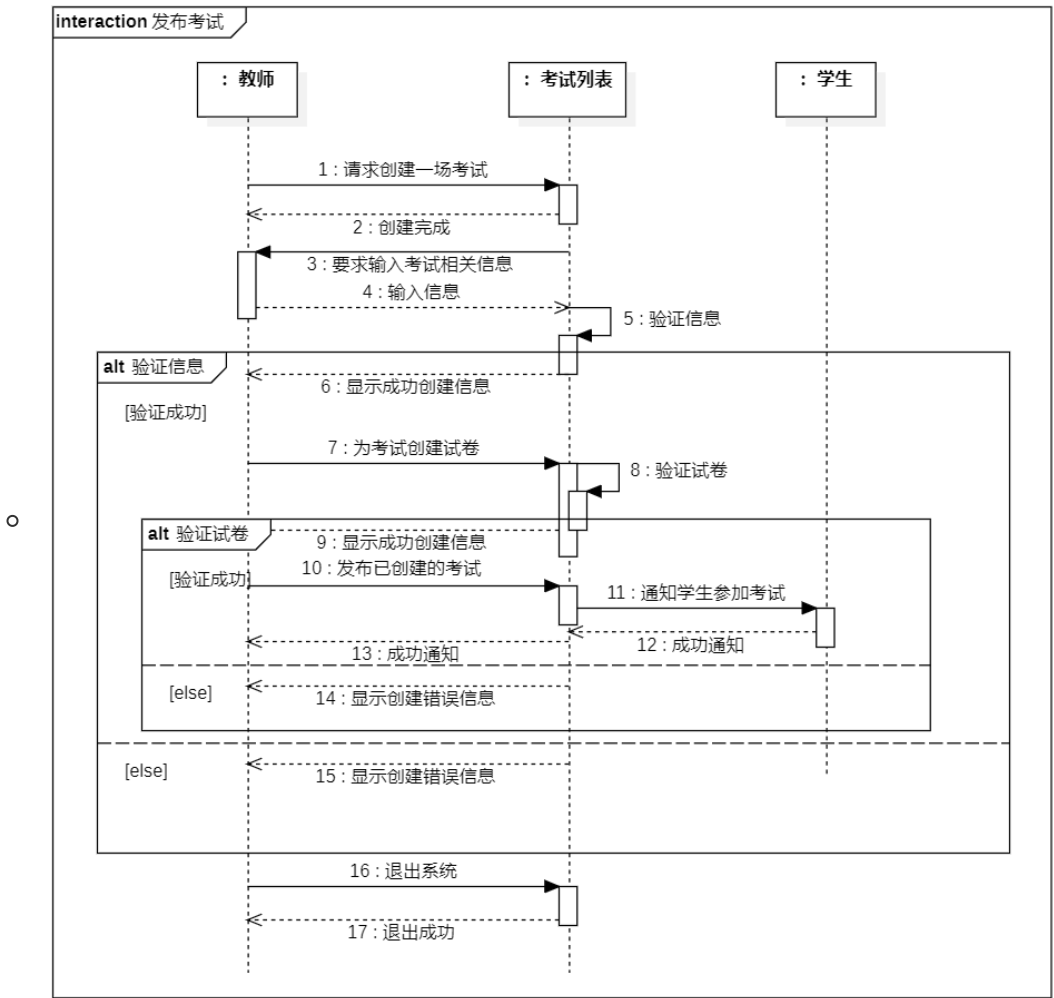 interaction 发布考试
: 教师
: 考试列表
: 学生
1 : 请求创建一场考试
2 : 创建完成
3 : 要求输入考试相关信息
4 : 输入信息
5 : 验证信息
alt 验证信息
6 : 显示成功创建信息
[验证成功]
7 : 为考试创建试卷
8 : 验证试卷
alt 验证试卷
9 : 显示成功创建信息
[验证成功]
10 : 发布已创建的考试
11 : 通知学生参加考试
12 : 成功通知
13 : 成功通知
[else]
14 : 显示创建错误信息
[else]
15 : 显示创建错误信息
16 : 退出系统
17 : 退出成功